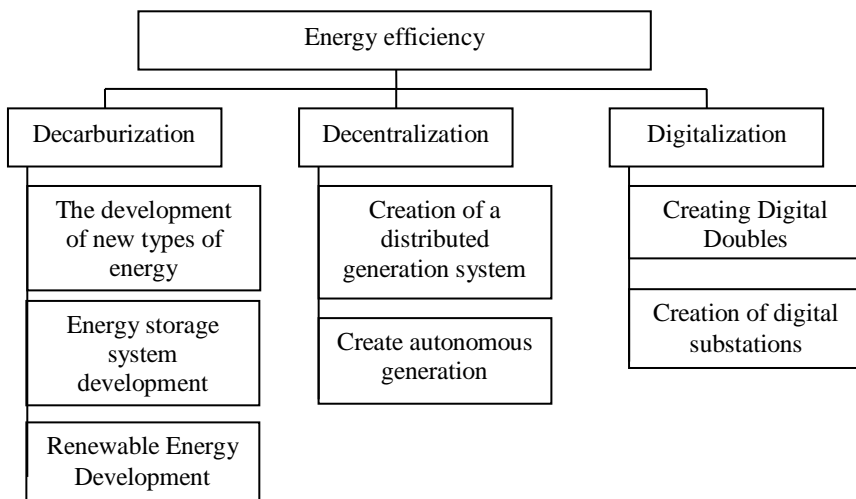 Energy efficiency
Decarburization
Decentralization
Digitalization
The development
of new types of
energy
Energy storage
system
development
Renewable Energy
Development
Creation of a
distributed
generation system
Create autonomous
generation
Creating Digital
Doubles
Creation of digital
substations